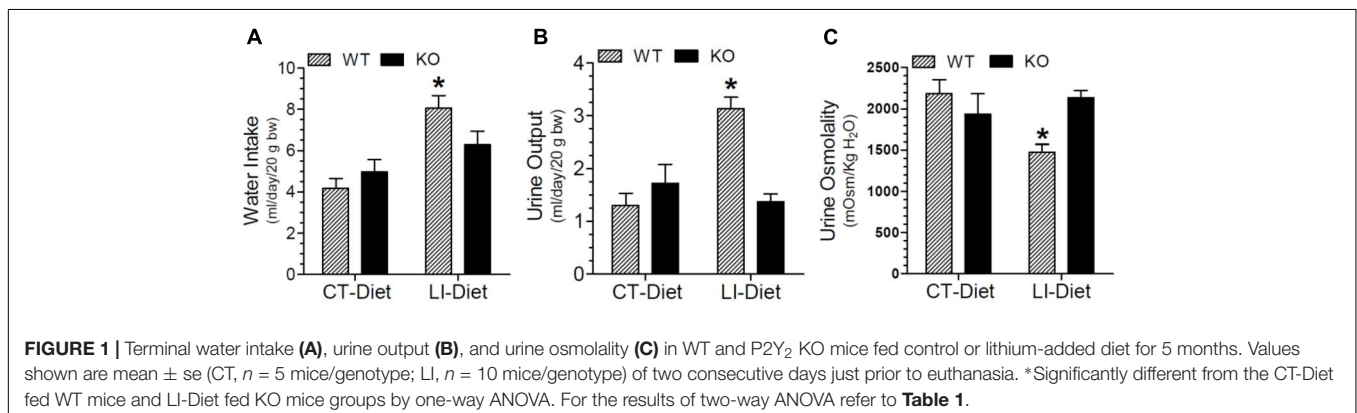 A
WT KO
Water Intake
(ml/day/20 g bw)
10
8
6
4
2
0
*
CT-Diet LI-Diet
B
WT KO
Urine Output
(ml/day/20 g bw)
4
3
2
1
0
*
CT-Diet LI-Diet
C
WT KO
Urine Osmolality
(mOsm/Kg H₂O)
2500
2000
1500
1000
500
0
*
CT-Diet LI-Diet
FIGURE 1 | Terminal water intake (A), urine output (B), and urine osmolality (C) in WT and P2Y₂ KO mice fed control or lithium-added diet for 5 months. Values
shown are mean ± se (CT, n = 5 mice/genotype; LI, n = 10 mice/genotype) of two consecutive days just prior to euthanasia. *Significantly different from the CT-Diet
fed WT mice and LI-Diet fed KO mice groups by one-way ANOVA. For the results of two-way ANOVA refer to Table 1.